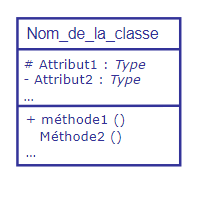 Nom_de_la_classe
# Attribut1 : Type
- Attribut2 : Type
...
+ méthode1 ()
Méthode2 ()
...